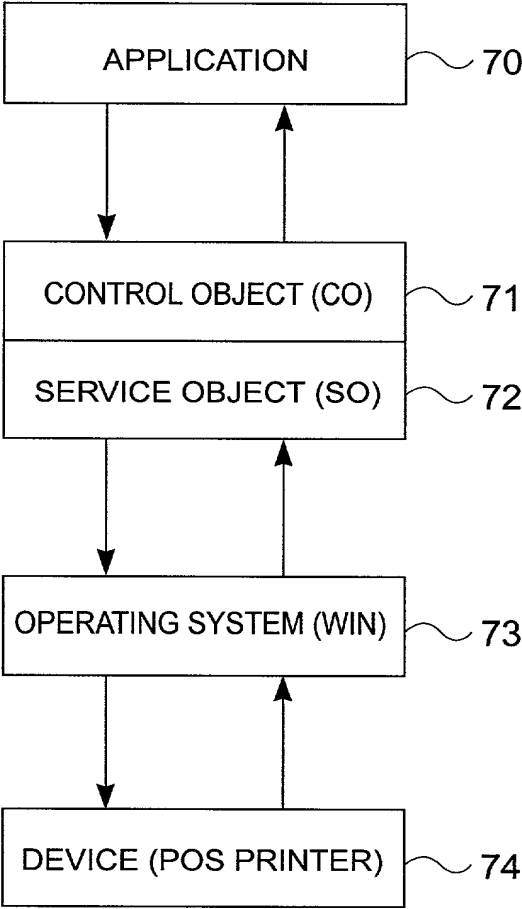 APPLICATION 70
CONTROL OBJECT (CO) 71
SERVICE OBJECT (SO) 72
OPERATING SYSTEM (WIN) 73
DEVICE (POS PRINTER) 74